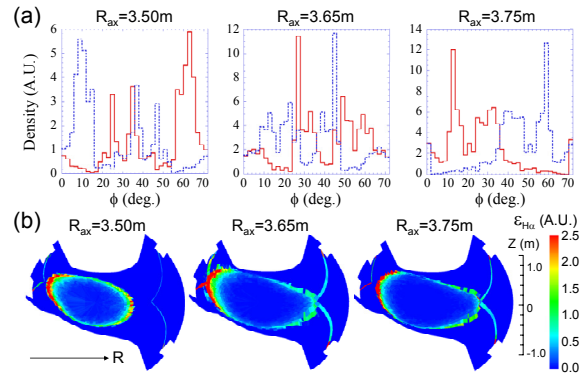 (a) R_ax=3.50m R_ax=3.65m R_ax=3.75m
Density (A.U.)
6 5 4 3 2 1 0
12 10 8 6 4 2 0
14 12 10 8 6 4 2 0
0 10 20 30 40 50 60 70
0 10 20 30 40 50 60 70
0 10 20 30 40 50 60 70
ϕ (deg.) ϕ (deg.) ϕ (deg.)
(b) R_ax=3.50m R_ax=3.65m R_ax=3.75m
ε_Hα (A.U.)
Z (m)
1.0
0
-1.0
2.5
2.0
1.5
1.0
0.5
0.0
R